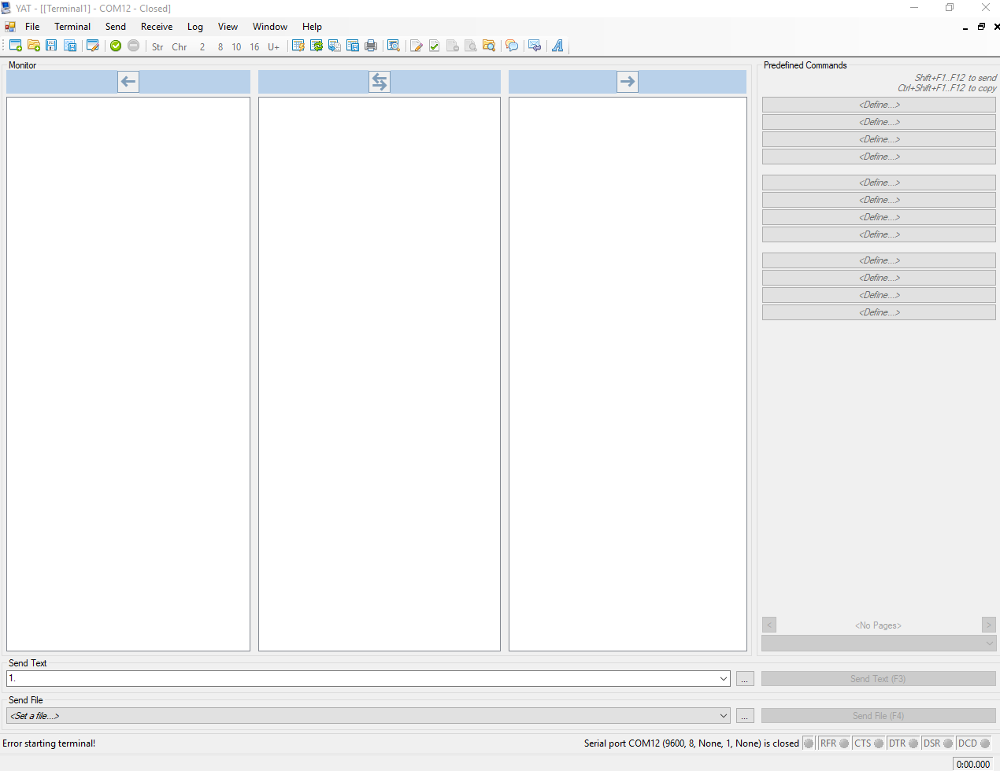 YAT - [[Terminal1] - COM12 - Closed]
File Terminal Send Receive Log View Window Help
Str Chr 2 8 10 16 U+ A
Monitor
Predefined Commands
Shift+F1..F12 to send
Ctrl+Shift+F1..F12 to copy
<Define...>
<Define...>
<Define...>
<Define...>
<Define...>
<Define...>
<Define...>
<Define...>
<Define...>
<Define...>
<Define...>
<Define...>
< <No Pages> >
Send Text
1. ... Send Text (F3)
Send File
<Set a file...> ... Send File (F4)
Error starting terminal! Serial port COM12 (9600, 8, None, 1, None) is closed RFR CTS DTR DSR DCD
0:00.000